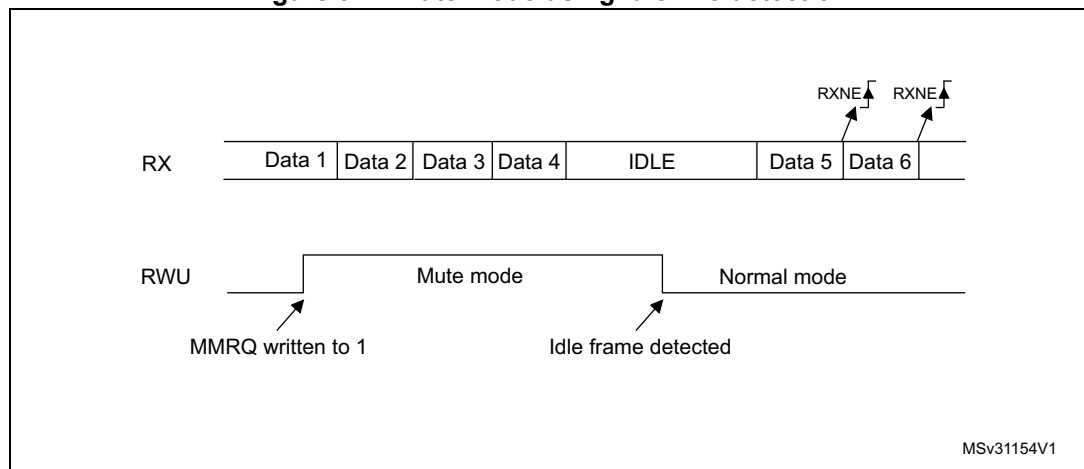 RXNE RXNE
RX Data 1 Data 2 Data 3 Data 4 IDLE Data 5 Data 6
RWU Mute mode Normal mode
MMRQ written to 1 Idle frame detected
MSv31154V1